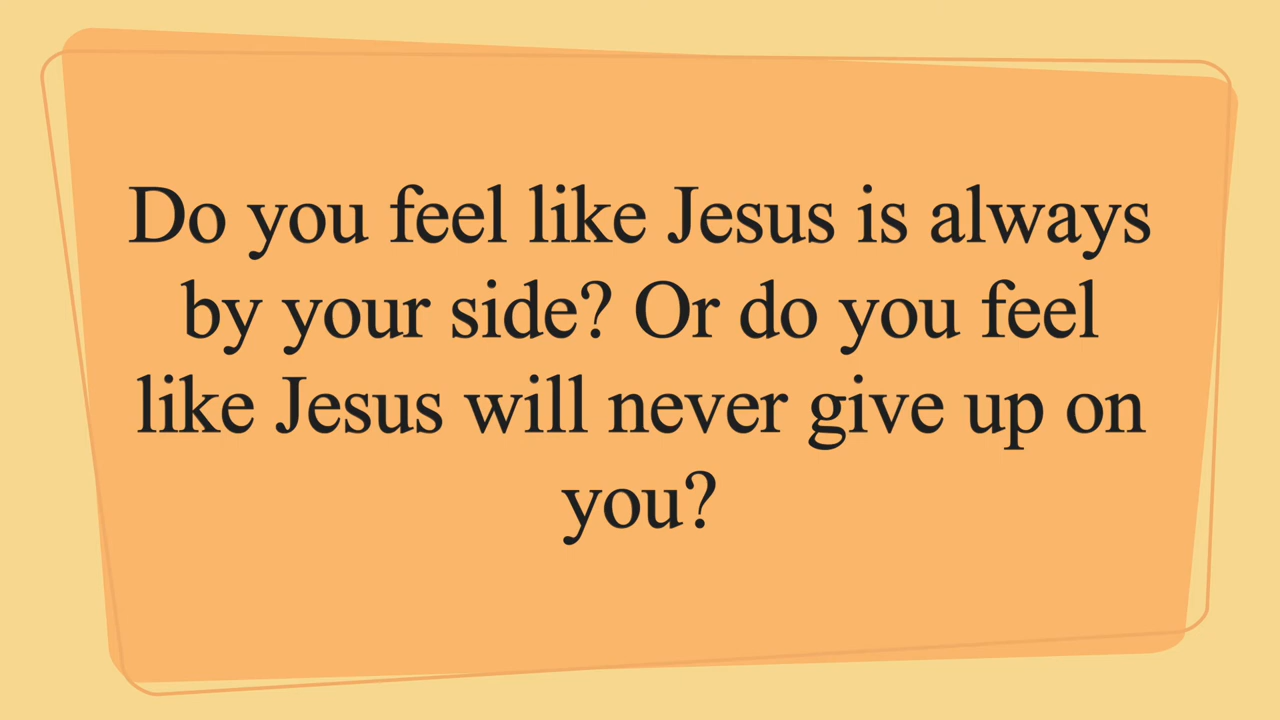 Do you feel like Jesus is always
by your side? Or do you feel
like Jesus will never give up on
you?